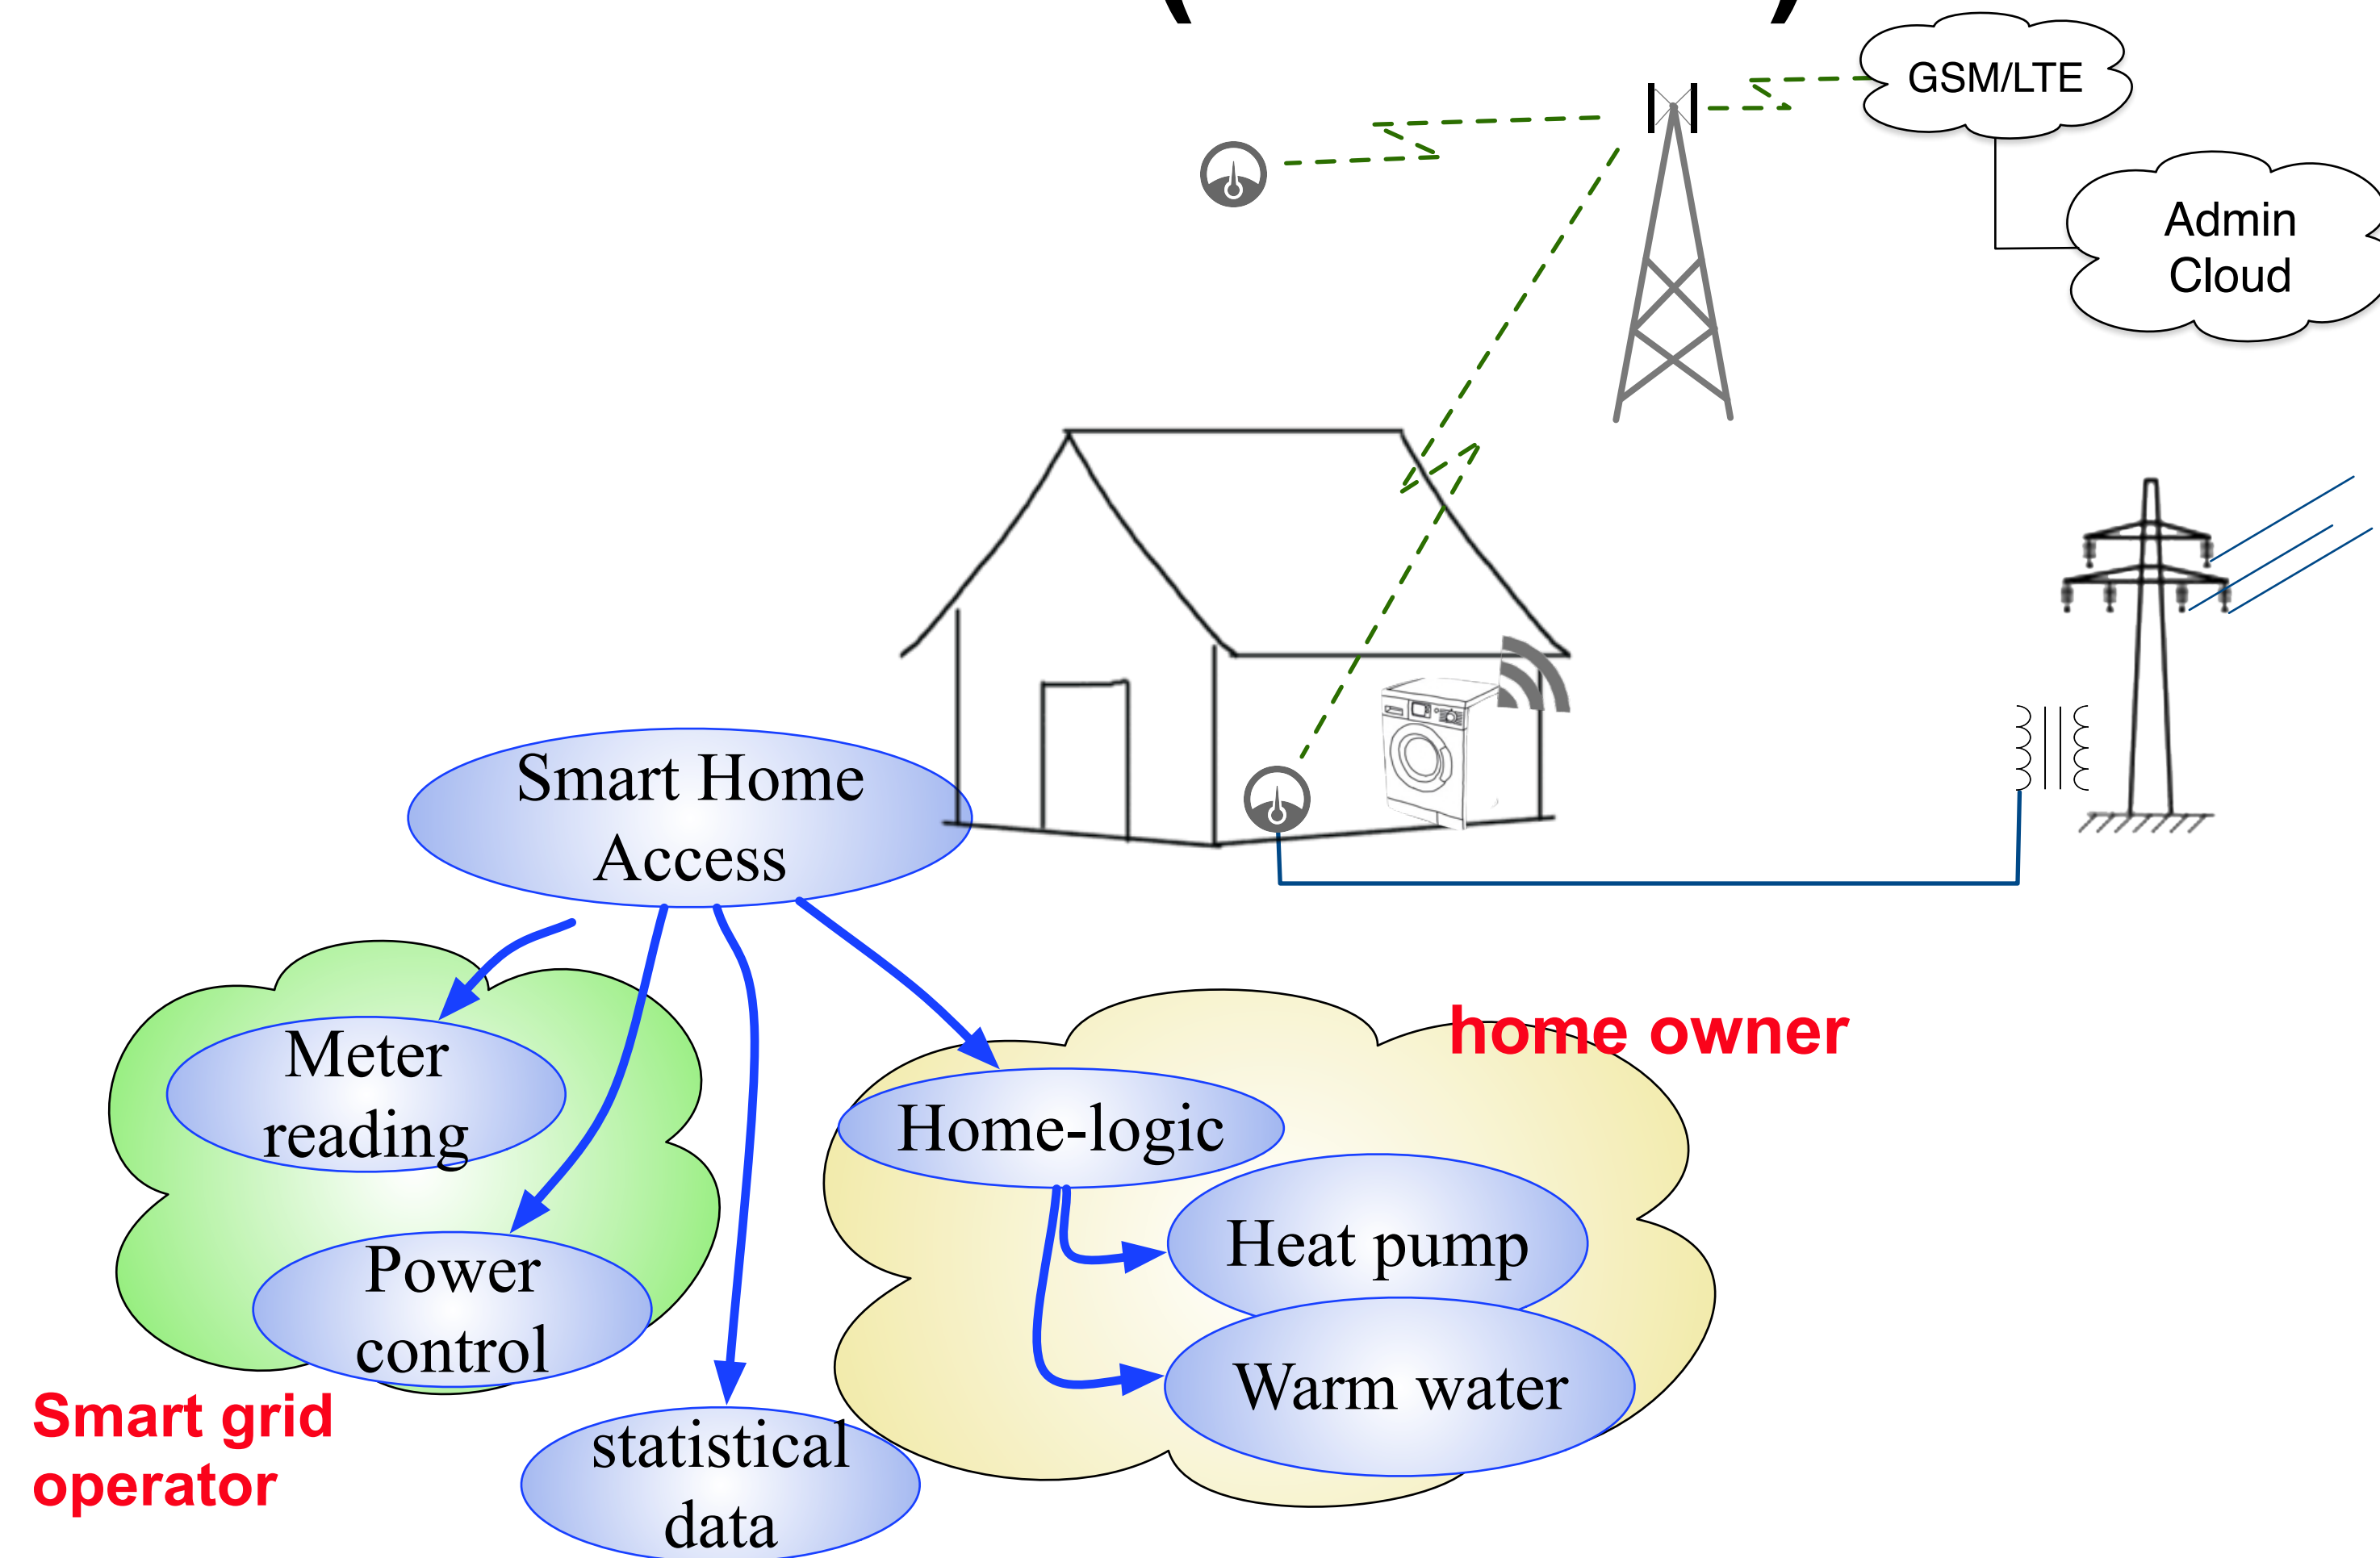 GSM/LTE
Admin
Cloud
Smart Home
Access
home owner
Meter
reading
Home-logic
Heat pump
Power
control
Warm water
Smart grid
operator
statistical
data